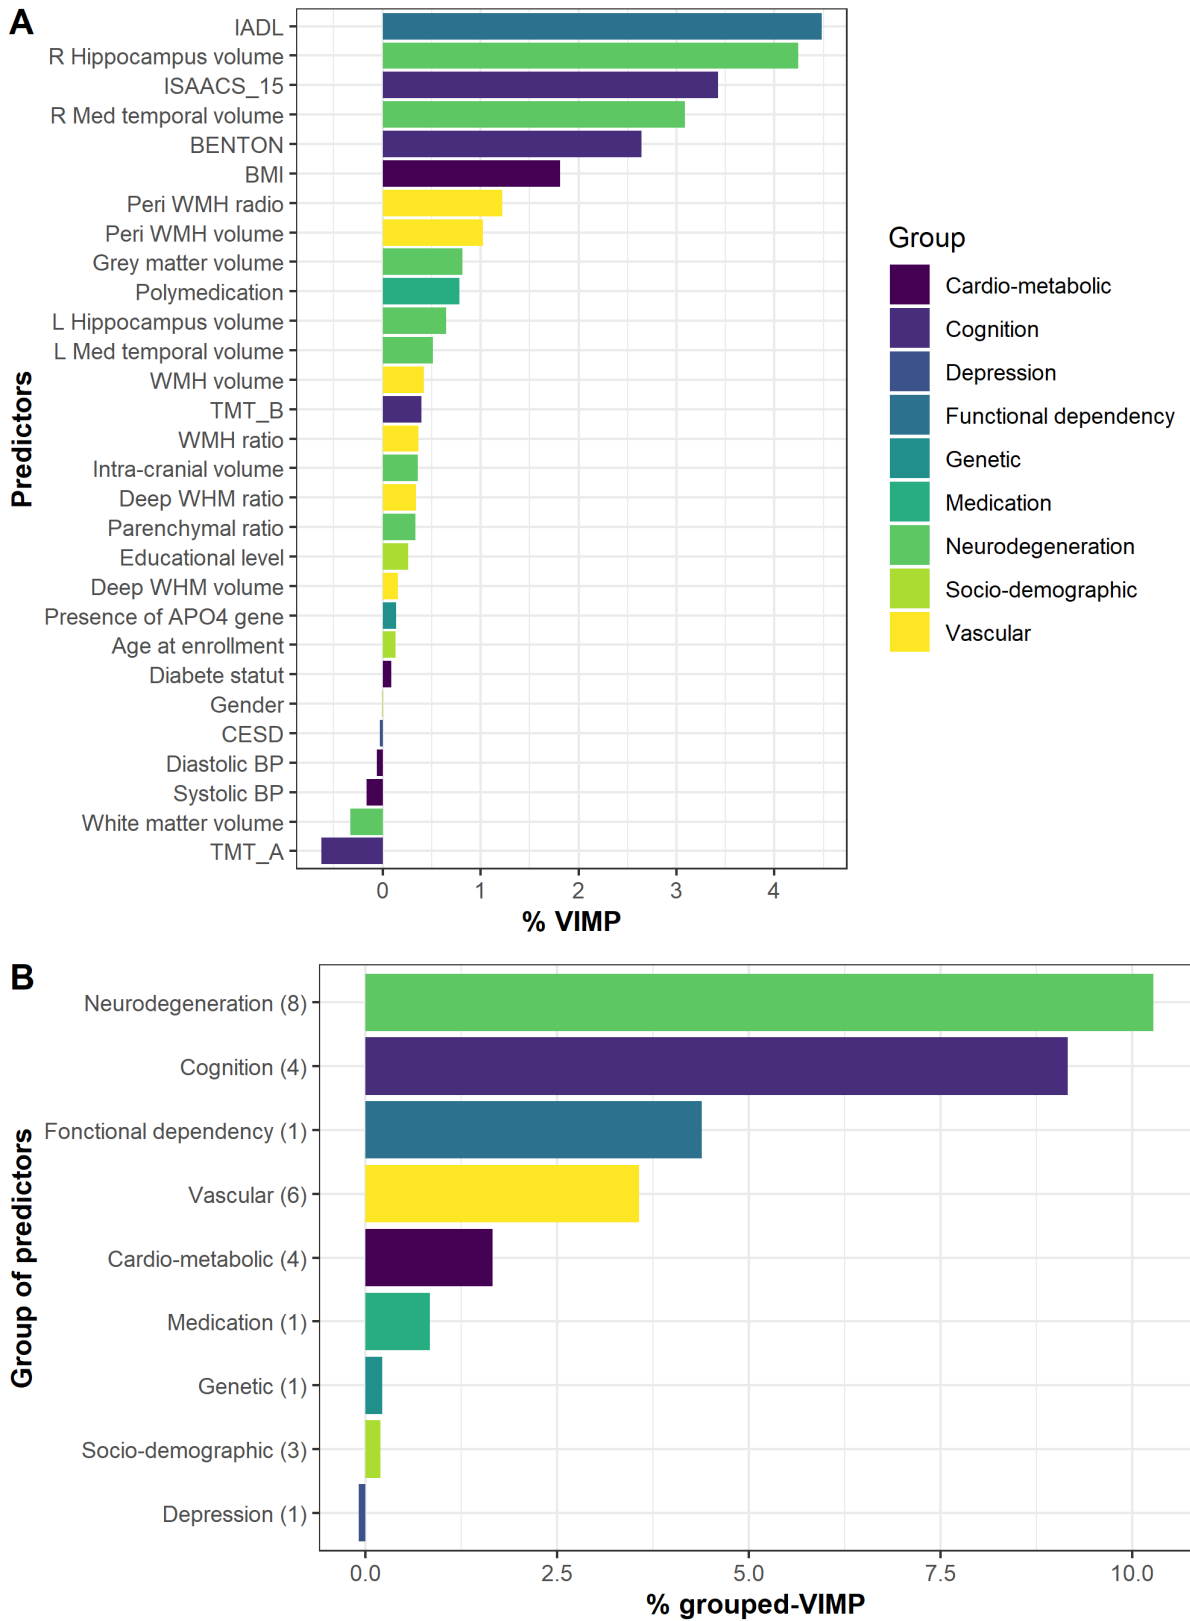 A
IADL
R Hippocampus volume
ISAACS_15
R Med temporal volume
BENTON
BMI
Peri WMH radio
Peri WMH volume
Grey matter volume
Polymedication
L Hippocampus volume
L Med temporal volume
WMH volume
TMT_B
WMH ratio
Intra-cranial volume
Deep WHM ratio
Parenchymal ratio
Educational level
Deep WHM volume
Presence of APO4 gene
Age at enrollment
Diabete statut
Gender
CESD
Diastolic BP
Systolic BP
White matter volume
TMT_A
Predictors
0 1 2 3 4
% VIMP
Group
Cardio-metabolic
Cognition
Depression
Functional dependency
Genetic
Medication
Neurodegeneration
Socio-demographic
Vascular
B
Neurodegeneration (8)
Cognition (4)
Fonctional dependency (1)
Vascular (6)
Cardio-metabolic (4)
Medication (1)
Genetic (1)
Socio-demographic (3)
Depression (1)
Group of predictors
0.0 2.5 5.0 7.5 10.0
% grouped-VIMP